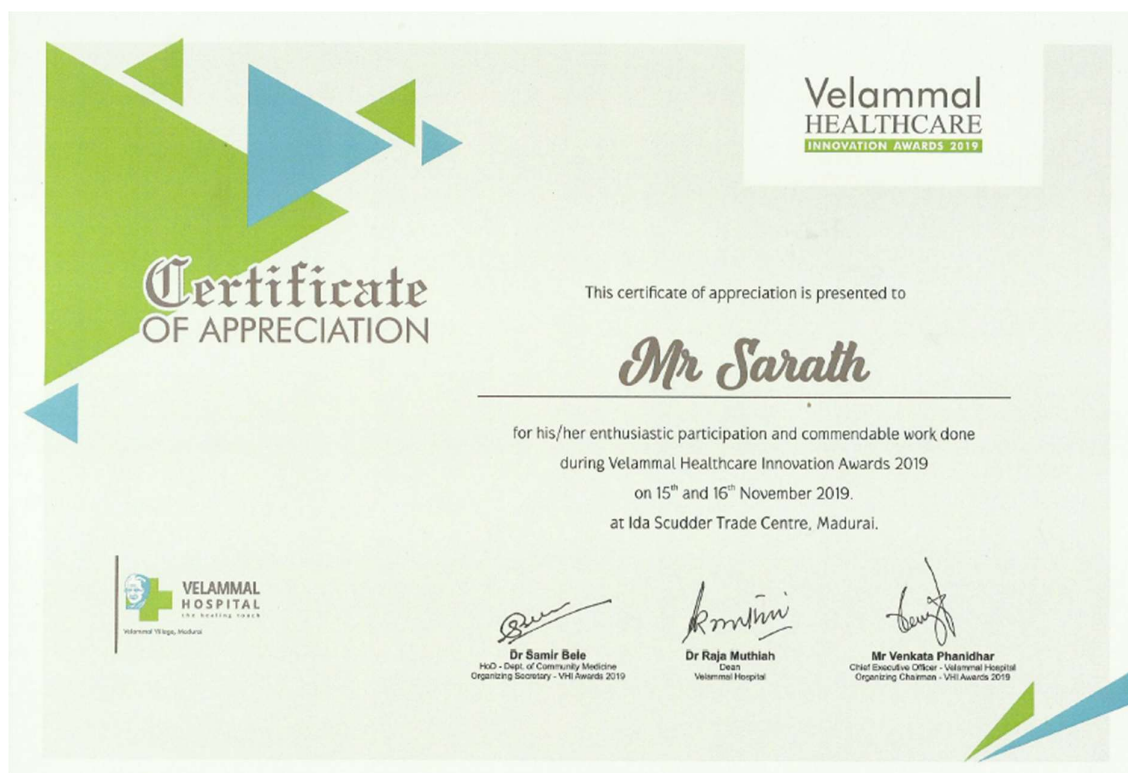 Velammal
HEALTHCARE
INNOVATION AWARDS 2019
Certificate
OF APPRECIATION
This certificate of appreciation is presented to
Mr Sarath
for his/her enthusiastic participation and commendable work done
during Velammal Healthcare Innovation Awards 2019
on 15th and 16th November 2019.
at Ida Scudder Trade Centre, Madurai.
VELAMMAL
HOSPITAL
the healing touch
Velammal Village, Madurai
Dr Samir Bele
HoD - Dept. of Community Medicine
Organizing Secretary - VHI Awards 2019
Dr Raja Muthiah
Dean
Velammal Hospital
Mr Venkata Phanidhar
Chief Executive Officer - Velammal Hospital
Organizing Chairman - VHI Awards 2019